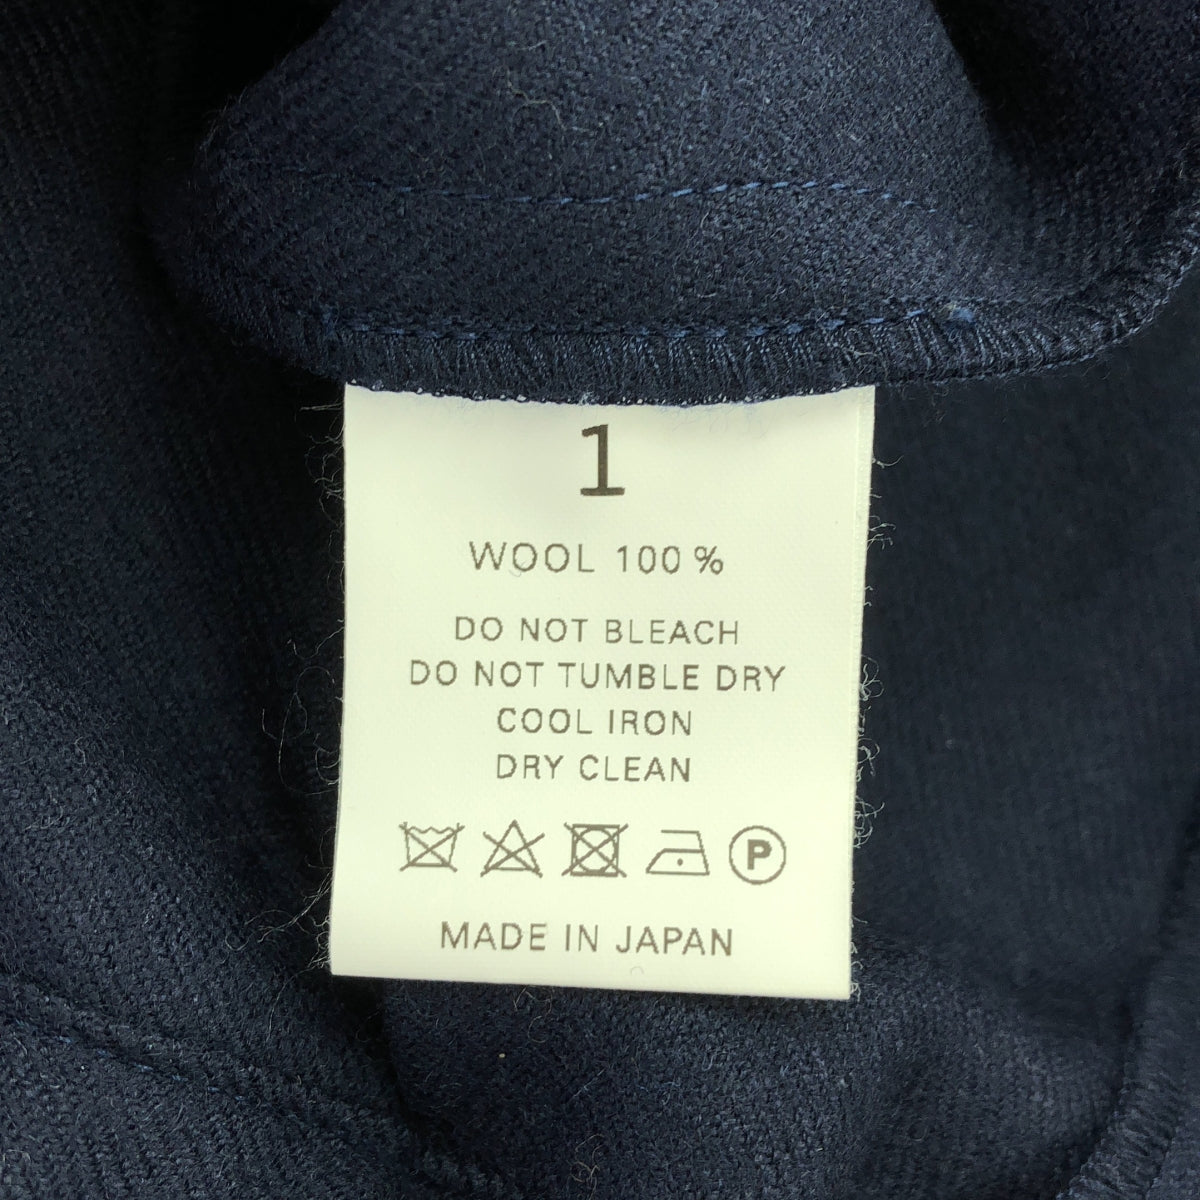 1
WOOL 100 %
DO NOT BLEACH
DO NOT TUMBLE DRY
COOL IRON
DRY CLEAN
P
MADE IN JAPAN